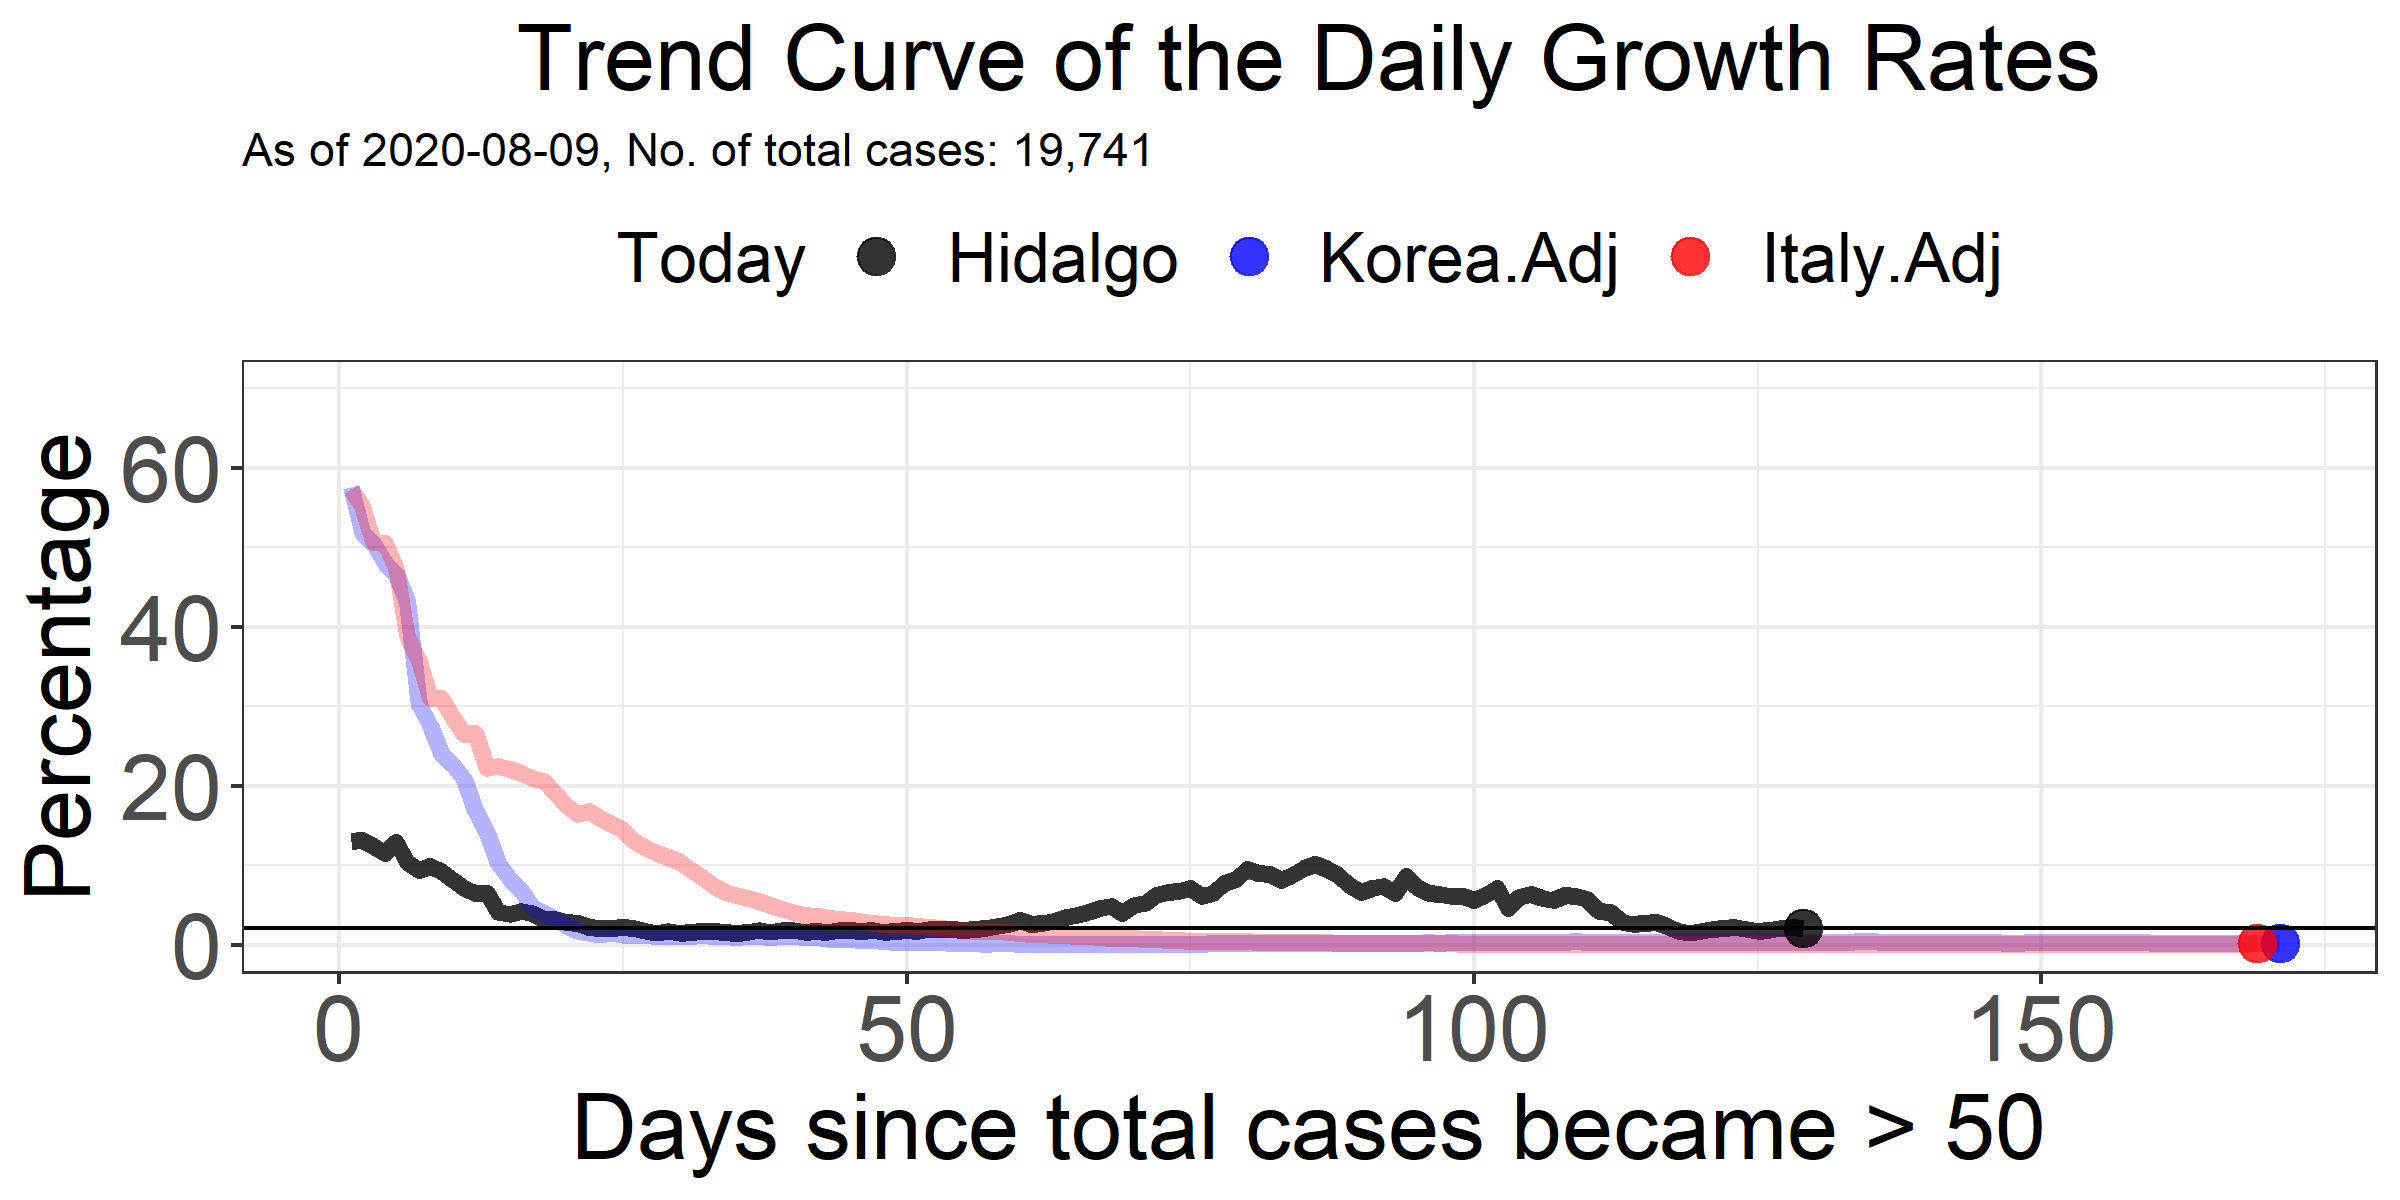 Trend Curve of the Daily Growth Rates
As of 2020-08-09, No. of total cases: 19,741
Today Hidalgo Korea.Adj Italy.Adj
Percentage
60
40
20
0
0 50 100 150
Days since total cases became > 50